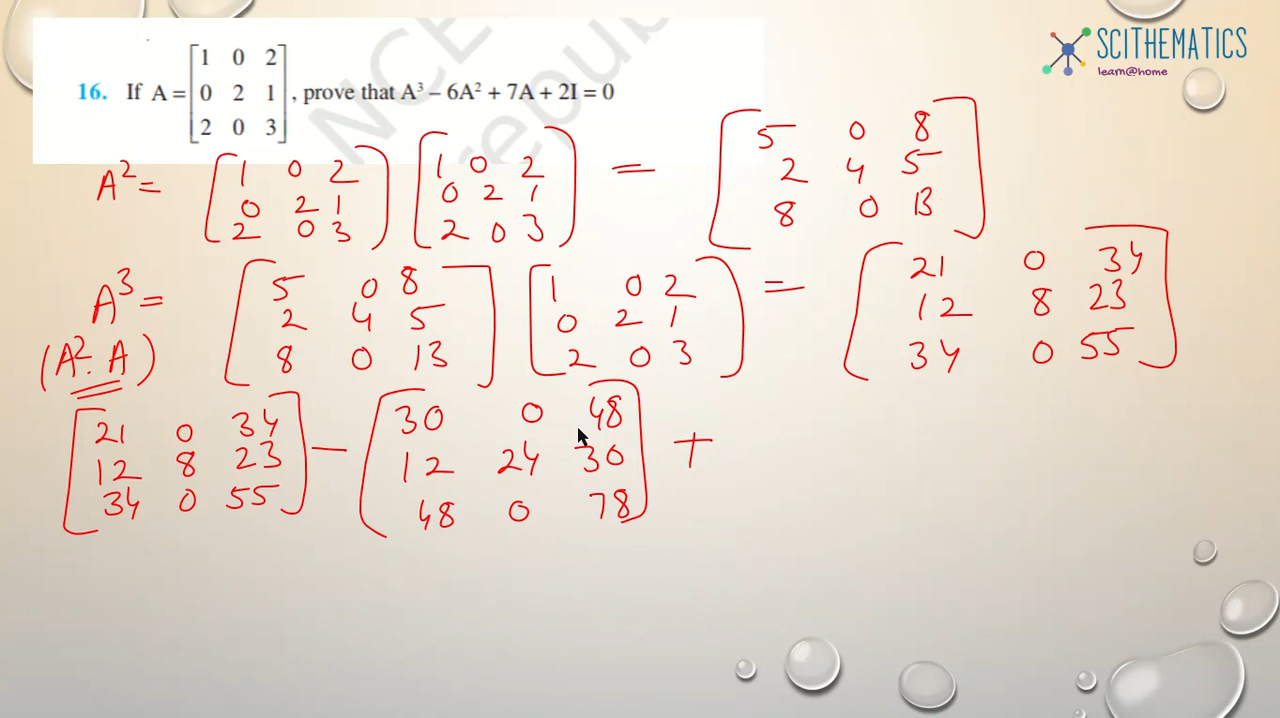 SCITHEMATICS
learn@home
16. If A = [1 0 2
0 2 1
2 0 3], prove that A³ – 6A² + 7A + 2I = 0
A² = [1 0 2 [1 0 2 = [5 0 8
0 2 1 0 2 1 2 4 5
2 0 3] 2 0 3] 8 0 13]
A³ = [5 0 8 [1 0 2 = [21 0 34
2 4 5 0 2 1 12 8 23
(A². A) 8 0 13] 2 0 3] 34 0 55]
[21 0 34 [30 0 48
12 8 23 – 12 24 30 +
34 0 55] 48 0 78]